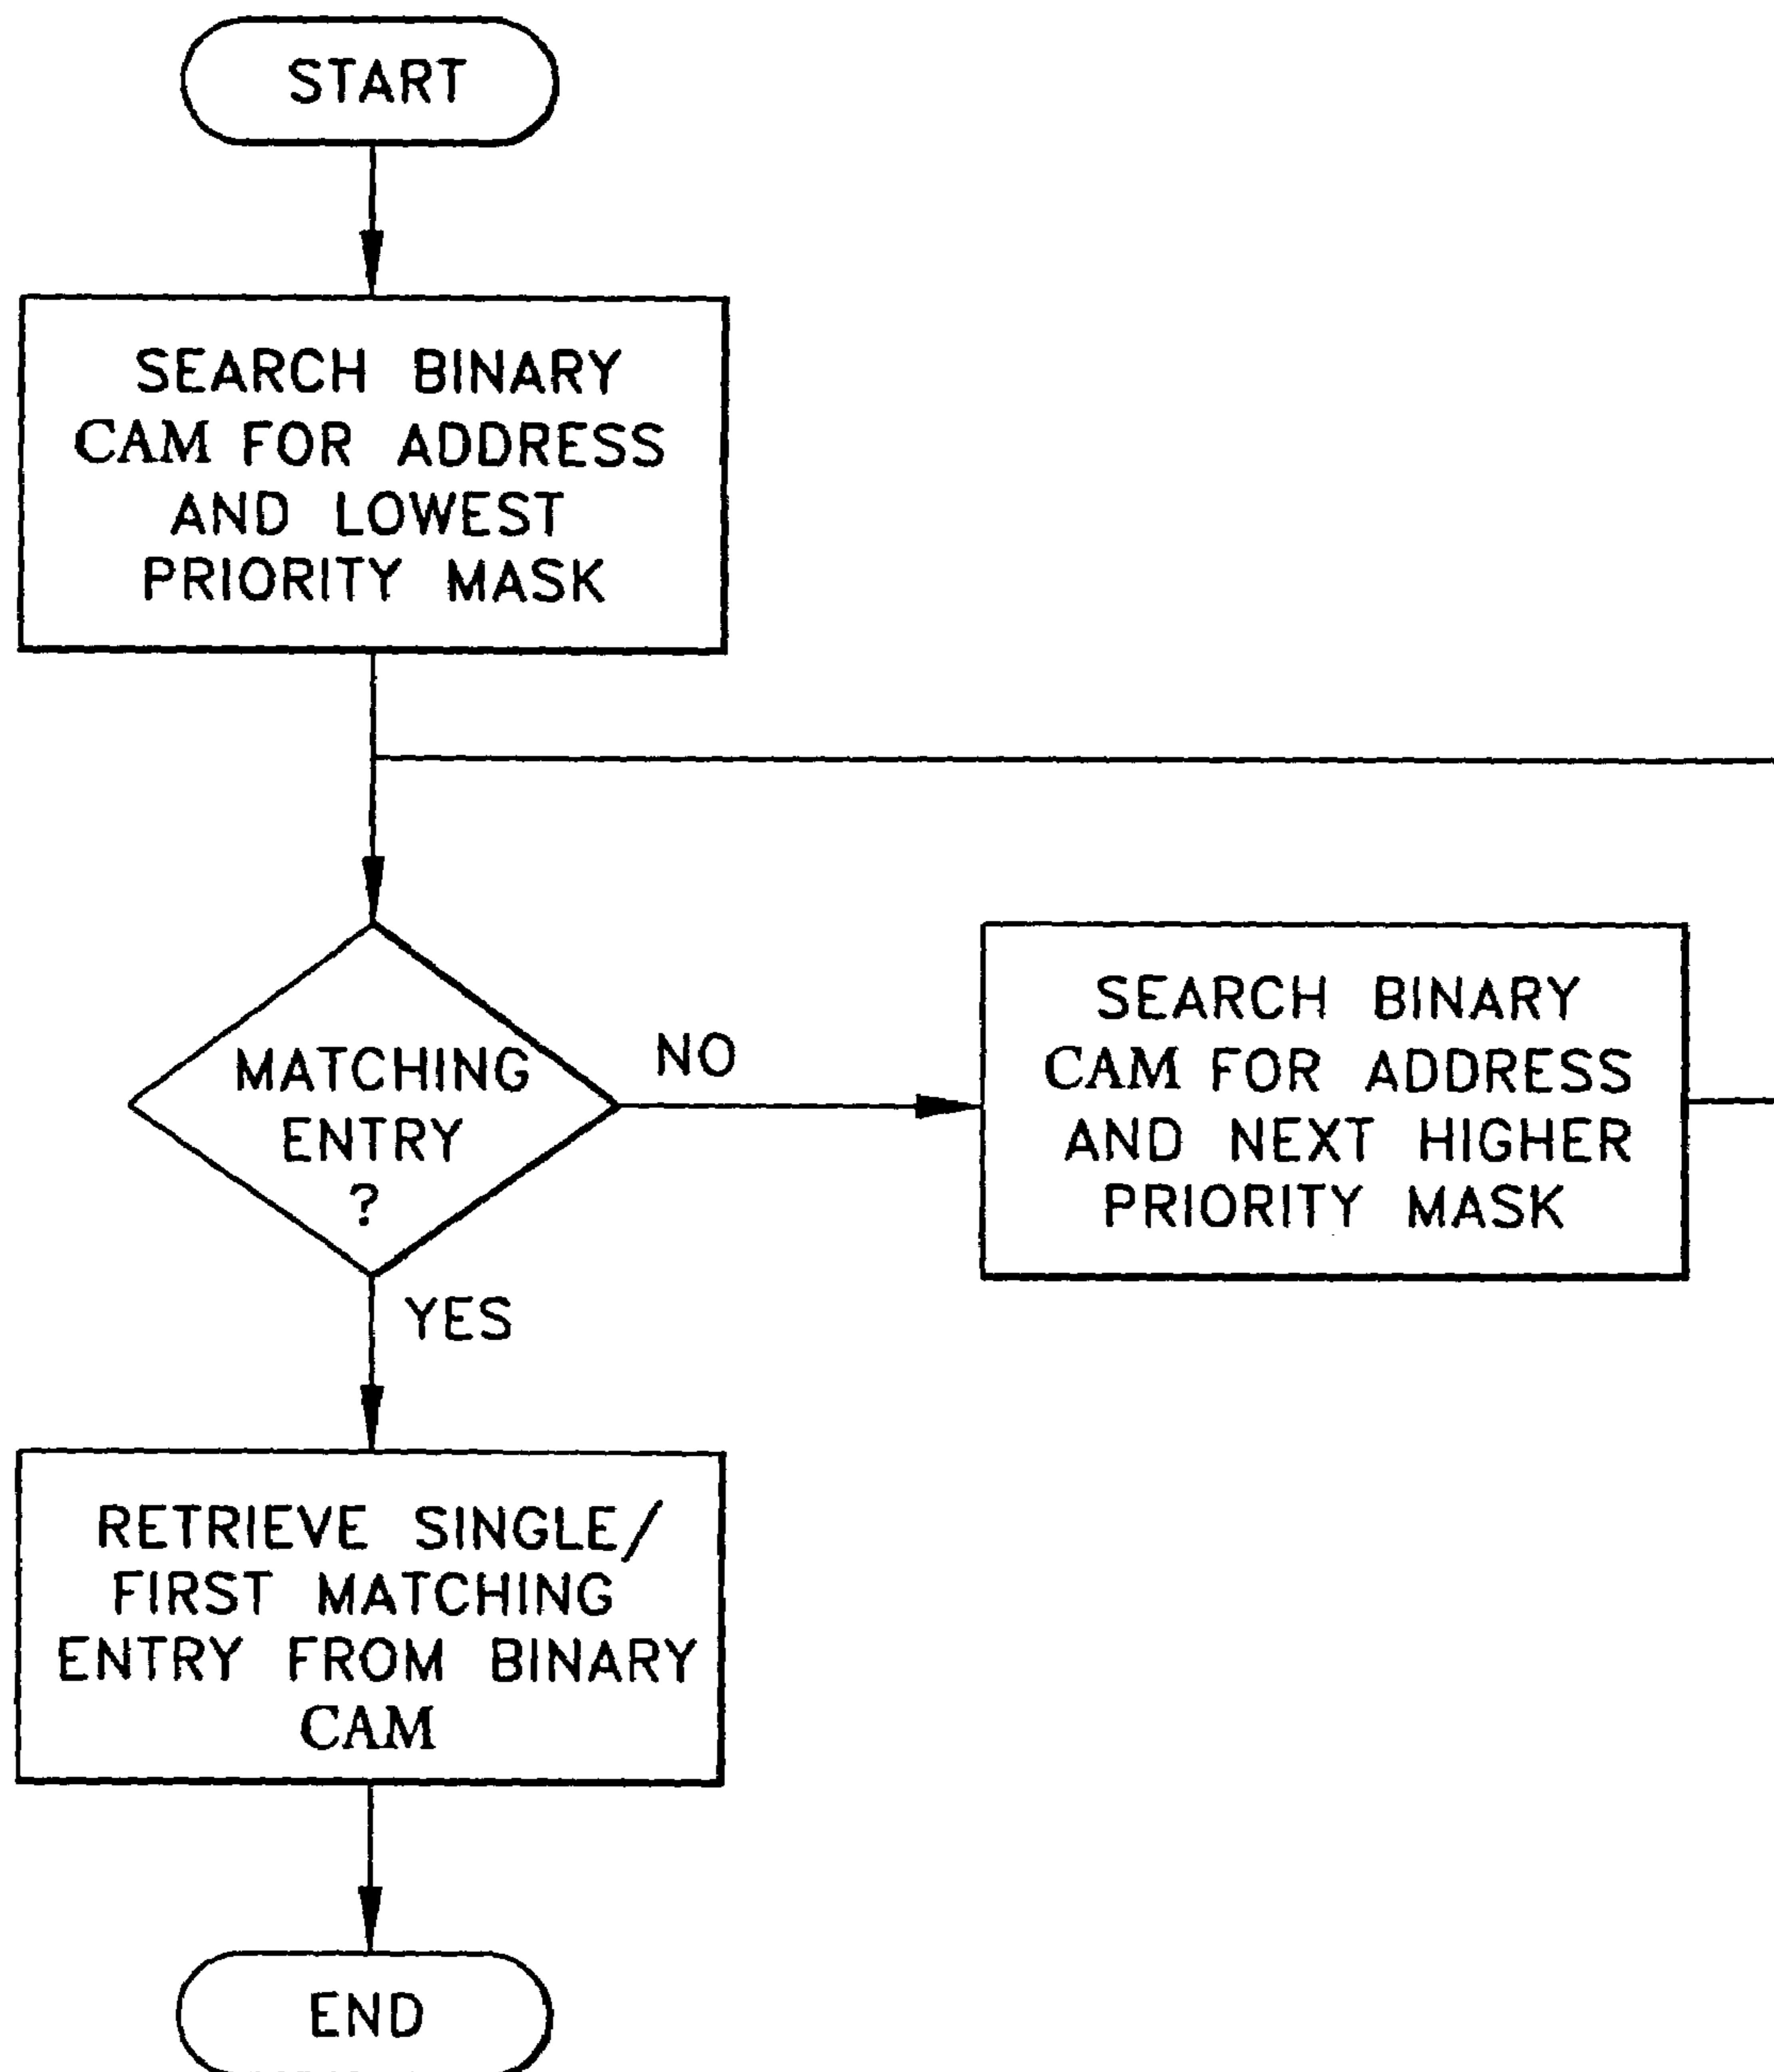 START
SEARCH BINARY
CAM FOR ADDRESS
AND LOWEST
PRIORITY MASK
MATCHING
ENTRY
?
NO
SEARCH BINARY
CAM FOR ADDRESS
AND NEXT HIGHER
PRIORITY MASK
YES
RETRIEVE SINGLE/
FIRST MATCHING
ENTRY FROM BINARY
CAM
END